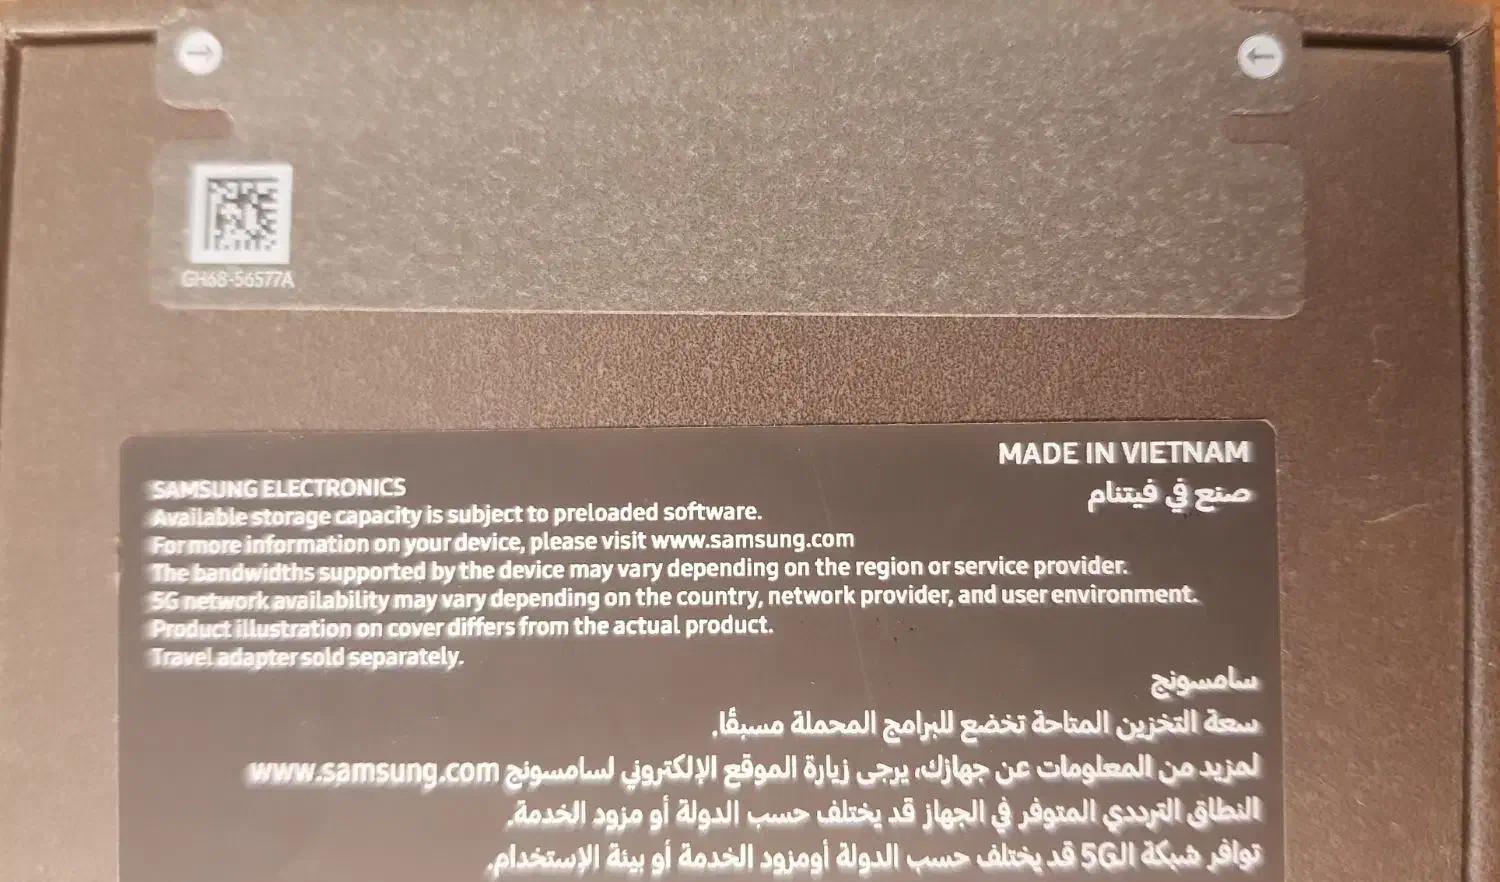 GH68-56577A
MADE IN VIETNAM
صنع في فيتنام
SAMSUNG ELECTRONICS
Available storage capacity is subject to preloaded software.
For more information on your device, please visit www.samsung.com
The bandwidths supported by the device may vary depending on the region or service provider.
5G network availability may vary depending on the country, network provider, and user environment.
Product illustration on cover differs from the actual product.
Travel adapter sold separately.
سامسونج
سعة التخزين المتاحة تخضع للبرامج المحملة مسبقًا.
لمزيد من المعلومات عن جهازك، يرجى زيارة الموقع الإلكتروني لسامسونج www.samsung.com
النطاق الترددي المتوفر في الجهاز قد يختلف حسب الدولة أو مزود الخدمة.
توافر شبكة الـ5G قد يختلف حسب الدولة أومزود الخدمة أو بيئة الإستخدام.